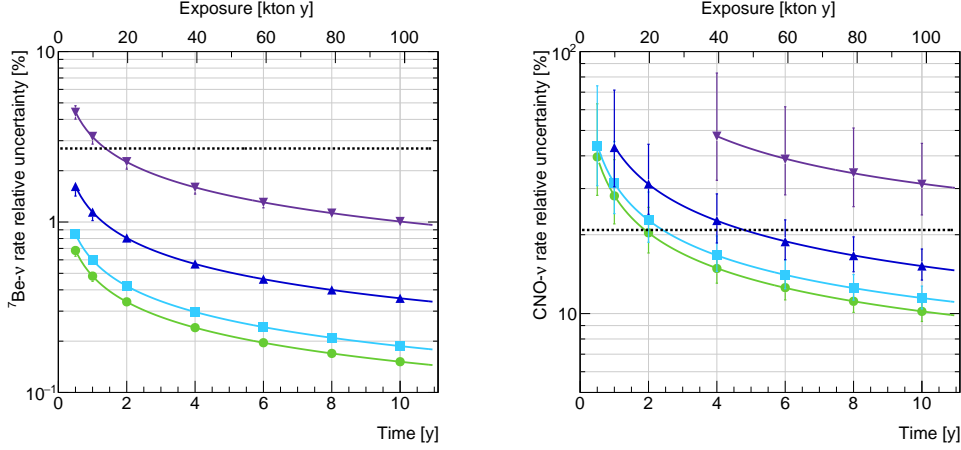 Exposure [kton y]
0 20 40 60 80 100
⁷Be-ν rate relative uncertainty [%]
10
1
10⁻¹
0 2 4 6 8 10
Time [y]
Exposure [kton y]
0 20 40 60 80 100
CNO-ν rate relative uncertainty [%]
10²
10
0 2 4 6 8 10
Time [y]